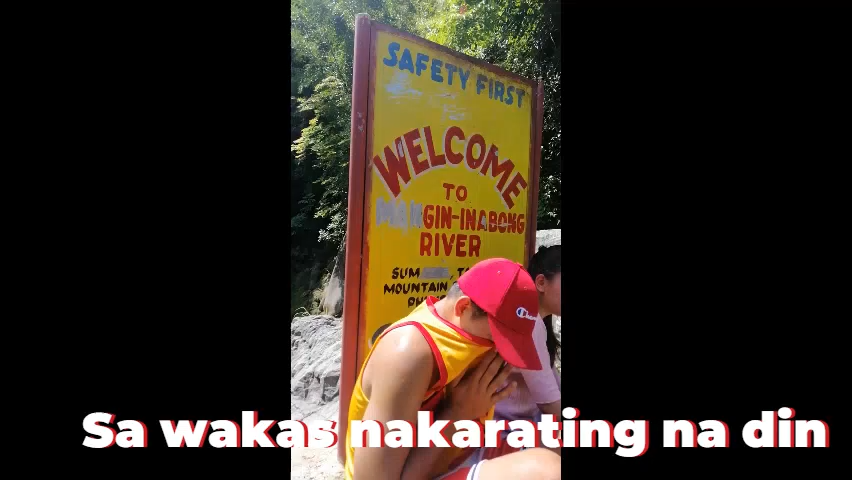 SAFETY FIRST
WELCOME
TO
GIN-INABONG
RIVER
SUM
MOUNTAIN
Sa wakas nakarating na din